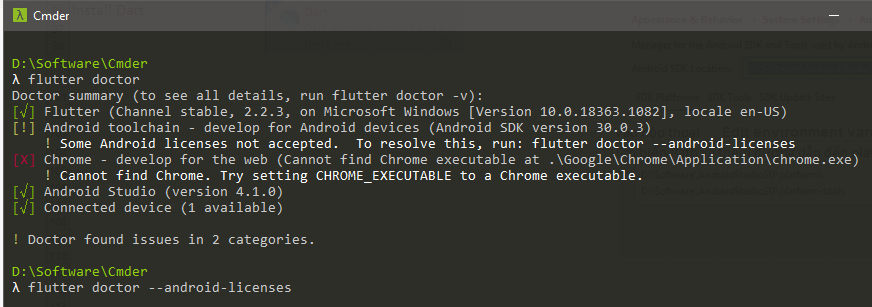 Cmder
D:\Software\Cmder
λ flutter doctor
Doctor summary (to see all details, run flutter doctor -v):
[√] Flutter (Channel stable, 2.2.3, on Microsoft Windows [Version 10.0.18363.1082], locale en-US)
[!] Android toolchain - develop for Android devices (Android SDK version 30.0.3)
! Some Android licenses not accepted.  To resolve this, run: flutter doctor --android-licenses
[X] Chrome - develop for the web (Cannot find Chrome executable at .\Google\Chrome\Application\chrome.exe)
! Cannot find Chrome. Try setting CHROME_EXECUTABLE to a Chrome executable.
[√] Android Studio (version 4.1.0)
[√] Connected device (1 available)
! Doctor found issues in 2 categories.
D:\Software\Cmder
λ flutter doctor --android-licenses